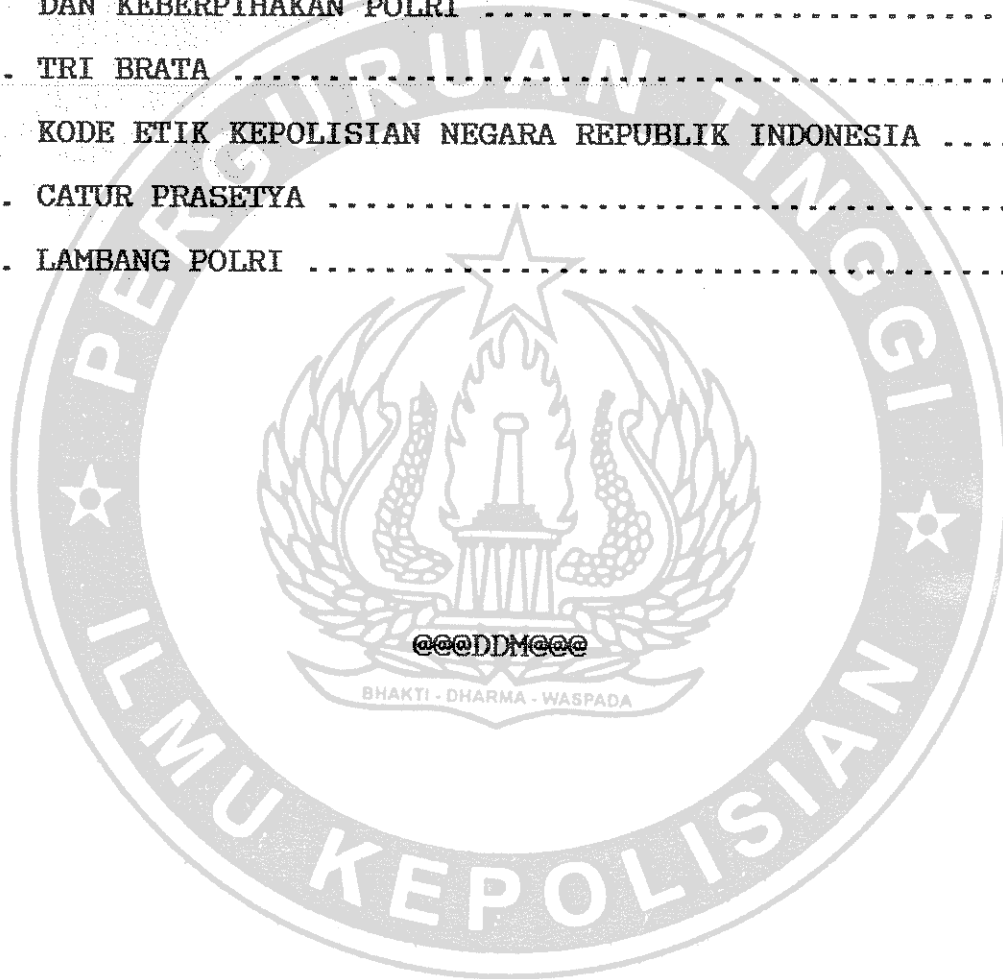 DAN KEBERPIHAKAN POLRI ............................
. TRI BRATA ........................................
KODE ETIK KEPOLISIAN NEGARA REPUBLIK INDONESIA ....
. CATUR PRASETYA ...................................
. LAMBANG POLRI ....................................
PERGURUAN TINGGI
@@@DDM@@@
BHAKTI - DHARMA - WASPADA
ILMU KEPOLISIAN